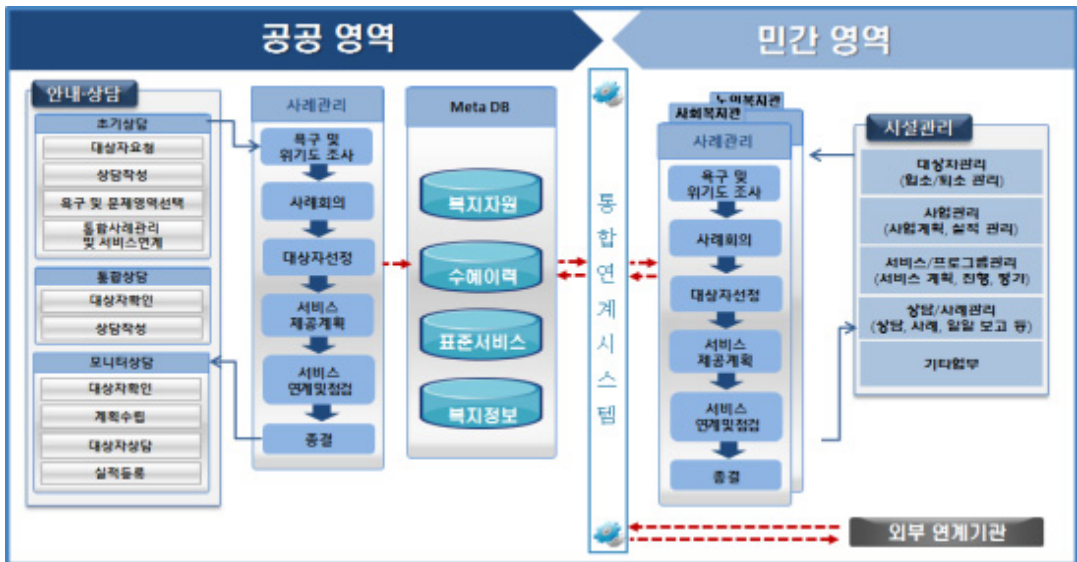 공공 영역
민간 영역
안내·상담
초기상담
대상자요청
상담작성
욕구 및 문제영역선택
통합사례관리
및 서비스연계
통합상담
대상자확인
상담작성
모니터상담
대상자확인
계획수립
대상자상담
실적등록
사례관리
욕구 및
위기도 조사
사례회의
대상자선정
서비스
제공계획
서비스
연계및점검
종결
Meta DB
복지자원
수혜이력
표준서비스
복지정보
통합연계시스템
노인복지관
사회복지관
사례관리
욕구 및
위기도 조사
사례회의
대상자선정
서비스
제공계획
서비스
연계및점검
종결
시설관리
대상자관리
(입소/퇴소 관리)
사업관리
(사업계획, 실적 관리)
서비스/프로그램관리
(서비스 계획, 진행, 평가)
상담/사례관리
(상담, 사례, 일일 보고 등)
기타업무
외부 연계기관